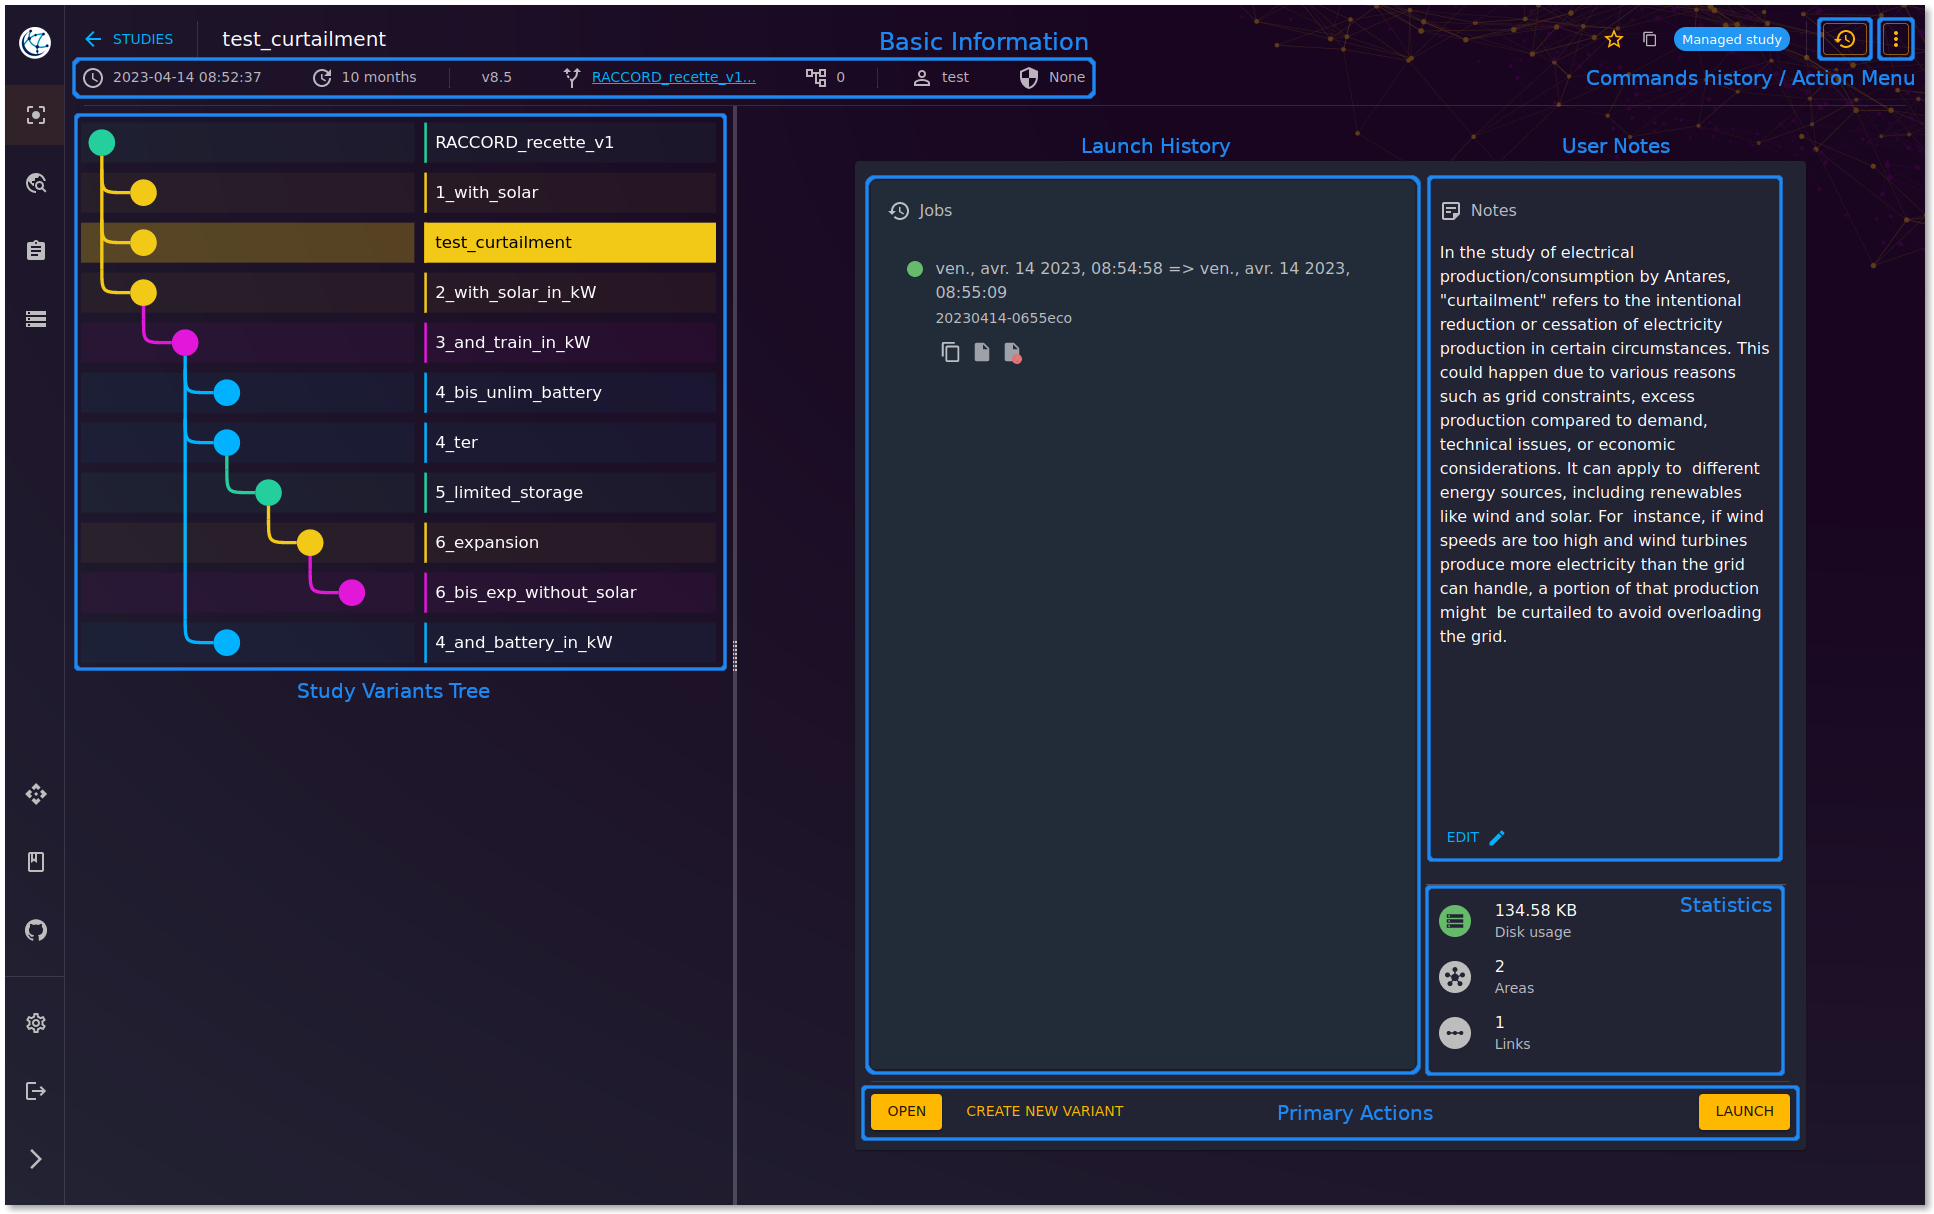 STUDIES
test_curtailment
Basic Information
Managed study
2023-04-14 08:52:37
10 months
v8.5
RACCORD_recette_v1...
0
test
None
Commands history / Action Menu
RACCORD_recette_v1
1_with_solar
test_curtailment
2_with_solar_in_kW
3_and_train_in_kW
4_bis_unlim_battery
4_ter
5_limited_storage
6_expansion
6_bis_exp_without_solar
4_and_battery_in_kW
Study Variants Tree
Launch History
Jobs
ven., avr. 14 2023, 08:54:58 => ven., avr. 14 2023,
08:55:09
20230414-0655eco
User Notes
Notes
In the study of electrical
production/consumption by Antares,
"curtailment" refers to the intentional
reduction or cessation of electricity
production in certain circumstances. This
could happen due to various reasons
such as grid constraints, excess
production compared to demand,
technical issues, or economic
considerations. It can apply to  different
energy sources, including renewables
like wind and solar. For  instance, if wind
speeds are too high and wind turbines
produce more electricity than the grid
can handle, a portion of that production
might  be curtailed to avoid overloading
the grid.
EDIT
Statistics
134.58 KB
Disk usage
2
Areas
1
Links
OPEN
CREATE NEW VARIANT
Primary Actions
LAUNCH